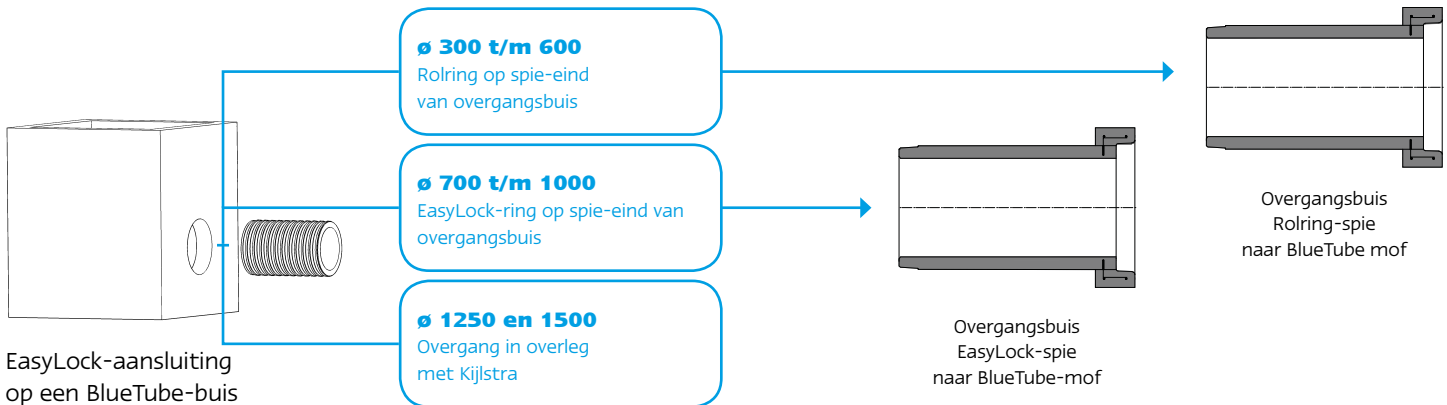 ø 300 t/m 600
Rolring op spie-eind
van overgangsbuis
ø 700 t/m 1000
EasyLock-ring op spie-eind van
overgangsbuis
ø 1250 en 1500
Overgang in overleg
met Kijlstra
EasyLock-aansluiting
op een BlueTube-buis
Overgangsbuis
EasyLock-spie
naar BlueTube-mof
Overgangsbuis
Rolring-spie
naar BlueTube mof